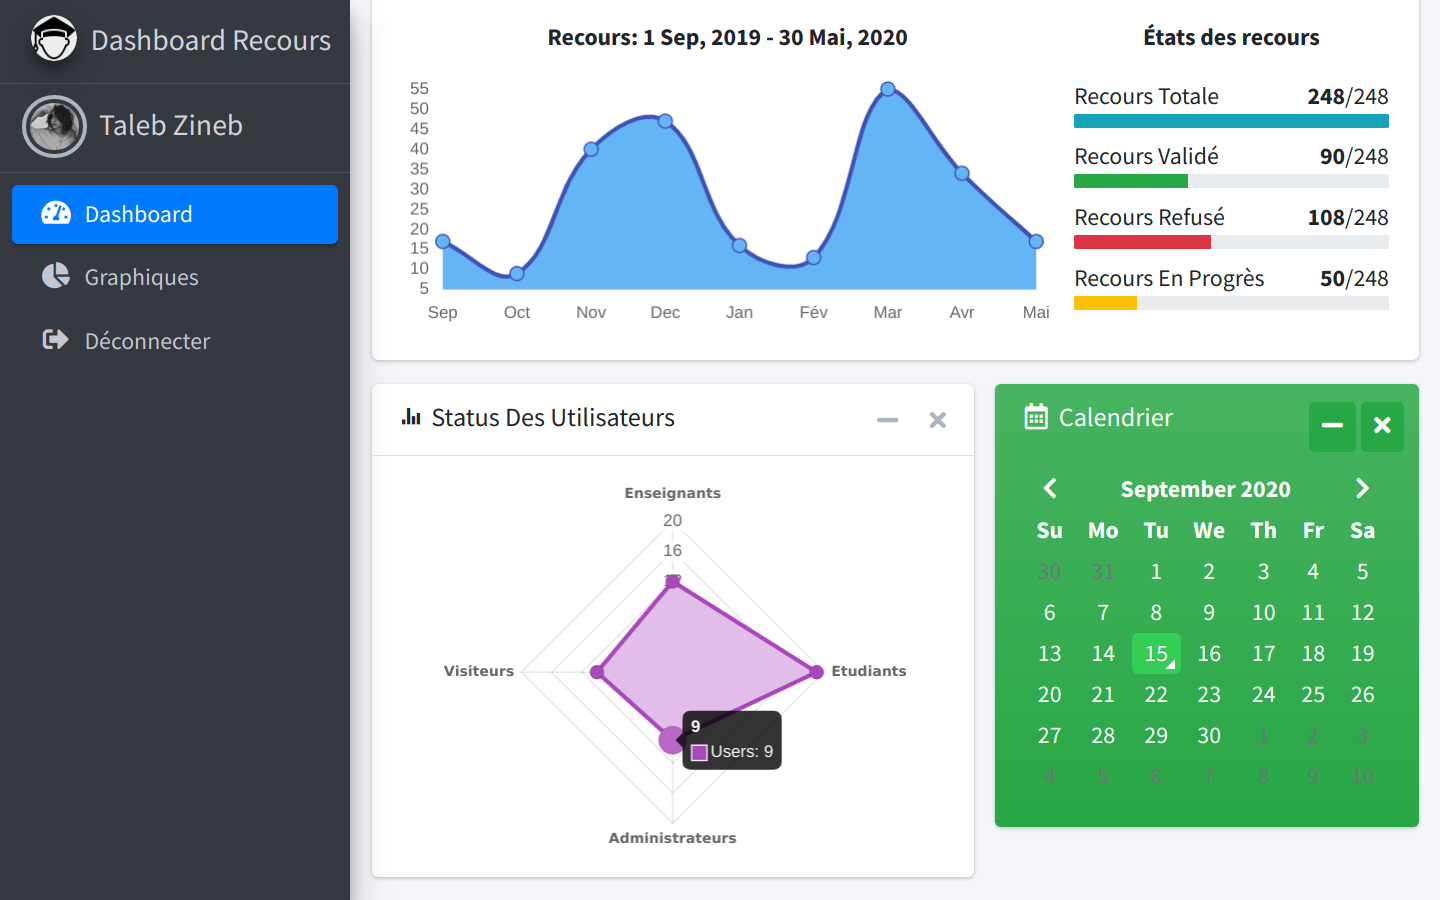 Dashboard Recours
Taleb Zineb
Dashboard
Graphiques
Déconnecter
Recours: 1 Sep, 2019 - 30 Mai, 2020
55
50
45
40
35
30
25
20
15
10
5
Sep Oct Nov Dec Jan Fév Mar Avr Mai
États des recours
Recours Totale 248/248
Recours Validé 90/248
Recours Refusé 108/248
Recours En Progrès 50/248
Status Des Utilisateurs
Enseignants
20
16
Visiteurs
Etudiants
9
Users: 9
Administrateurs
Calendrier
September 2020
Su Mo Tu We Th Fr Sa
30 31 1 2 3 4 5
6 7 8 9 10 11 12
13 14 15 16 17 18 19
20 21 22 23 24 25 26
27 28 29 30 1 2 3
4 5 6 7 8 9 10